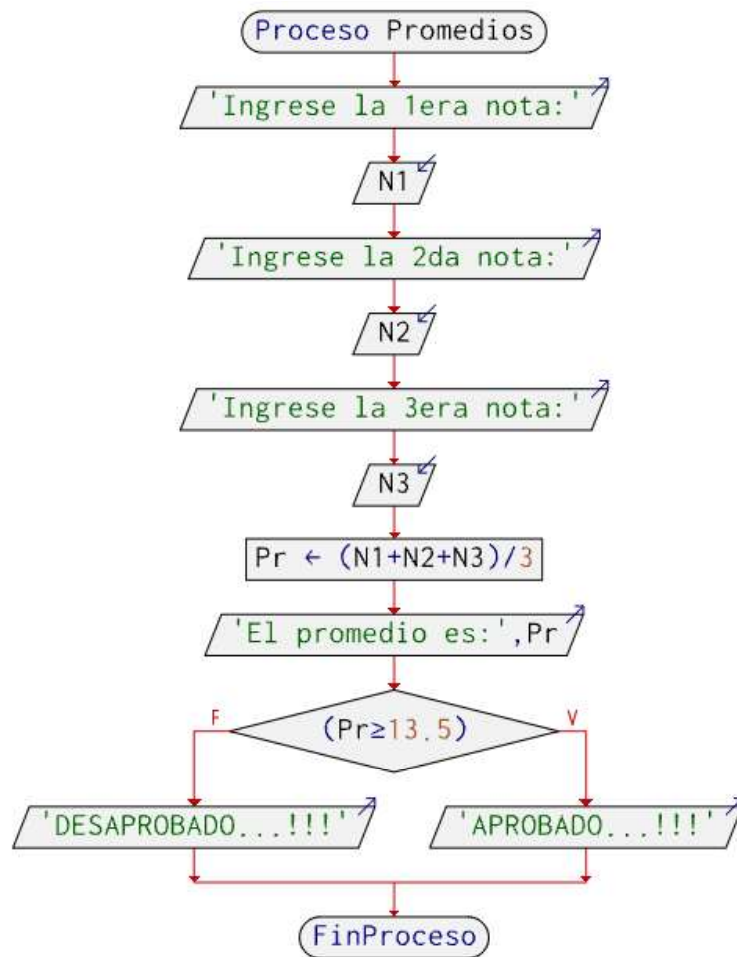 Proceso Promedios
'Ingrese la 1era nota:'
N1
'Ingrese la 2da nota:'
N2
'Ingrese la 3era nota:'
N3
Pr ← (N1+N2+N3)/3
'El promedio es:',Pr
F
(Pr≥13.5)
V
'DESAPROBADO...!!!'
'APROBADO...!!!'
FinProceso